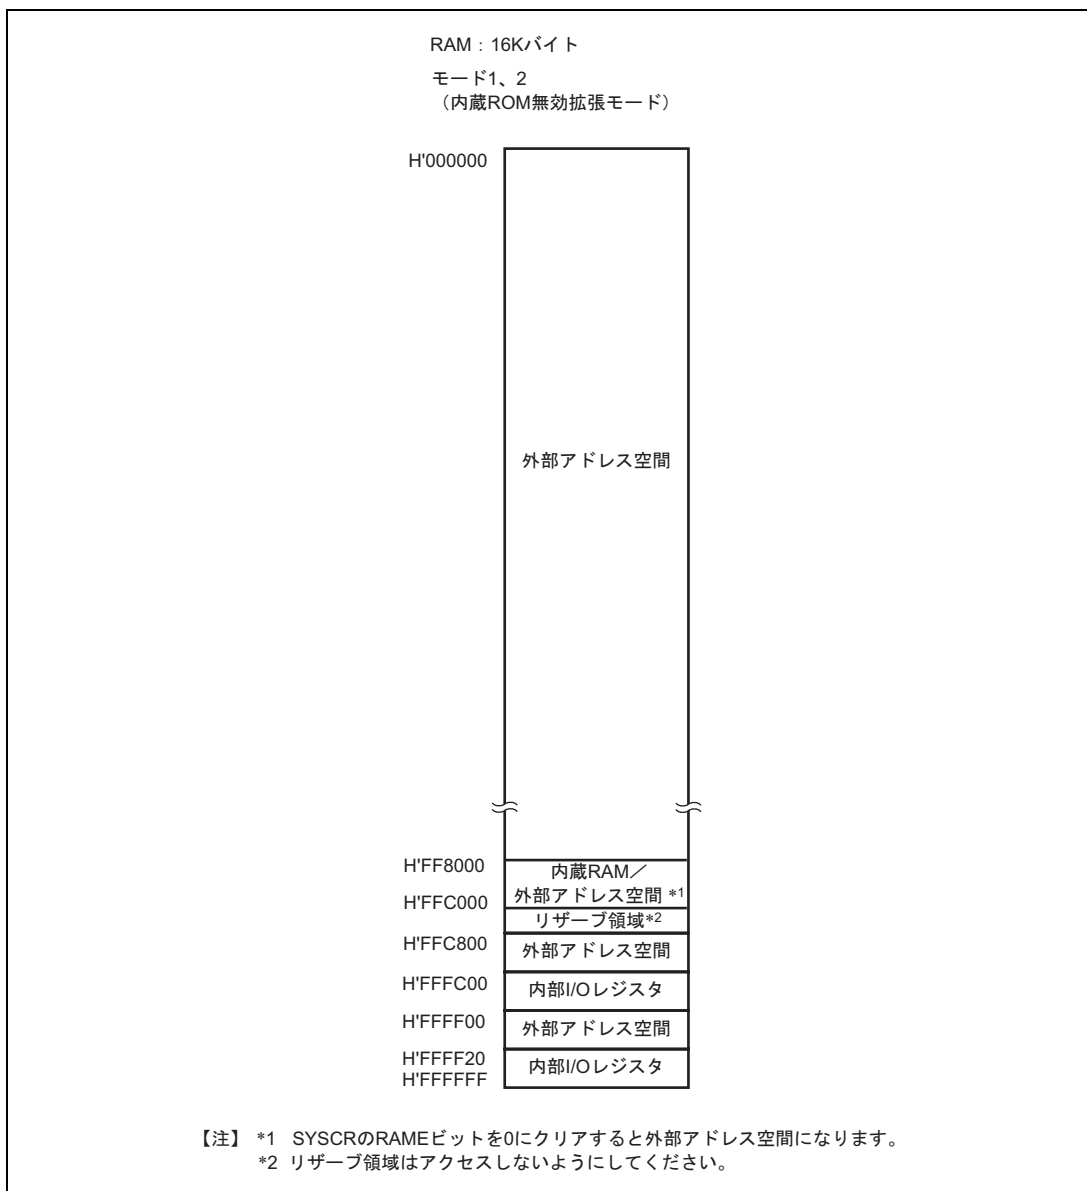 RAM：16Kバイト
モード1、2
（内蔵ROM無効拡張モード）
H'000000
外部アドレス空間
H'FF8000
内蔵RAM／
外部アドレス空間 *1
H'FFC000
リザーブ領域*2
H'FFC800
外部アドレス空間
H'FFFC00
内部I/Oレジスタ
H'FFFF00
外部アドレス空間
H'FFFF20
内部I/Oレジスタ
H'FFFFFF
【注】 *1 SYSCRのRAMEビットを0にクリアすると外部アドレス空間になります。
*2 リザーブ領域はアクセスしないようにしてください。